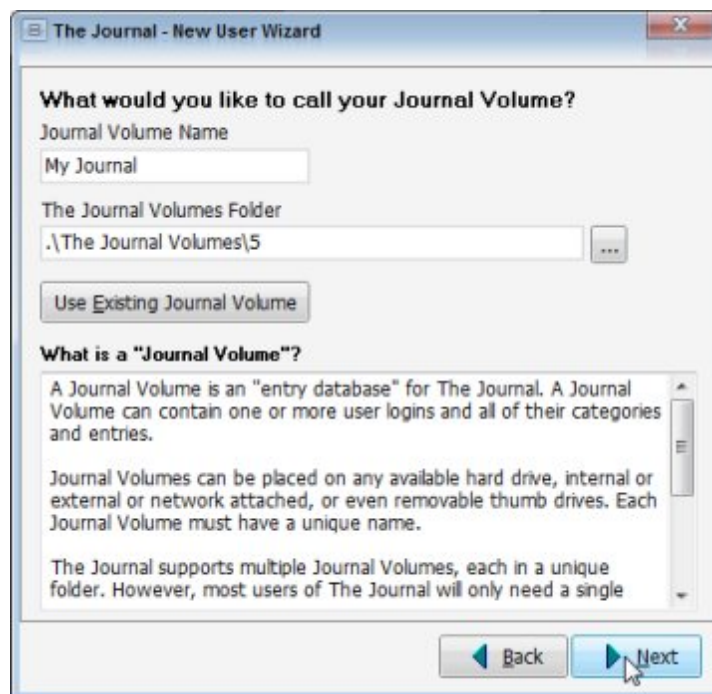 The Journal - New User Wizard
What would you like to call your Journal Volume?
Journal Volume Name
My Journal
The Journal Volumes Folder
.\The Journal Volumes\5
...
Use Existing Journal Volume
What is a "Journal Volume"?
A Journal Volume is an "entry database" for The Journal. A Journal
Volume can contain one or more user logins and all of their categories
and entries.
Journal Volumes can be placed on any available hard drive, internal or
external or network attached, or even removable thumb drives. Each
Journal Volume must have a unique name.
The Journal supports multiple Journal Volumes, each in a unique
folder. However, most users of The Journal will only need a single
Back
Next